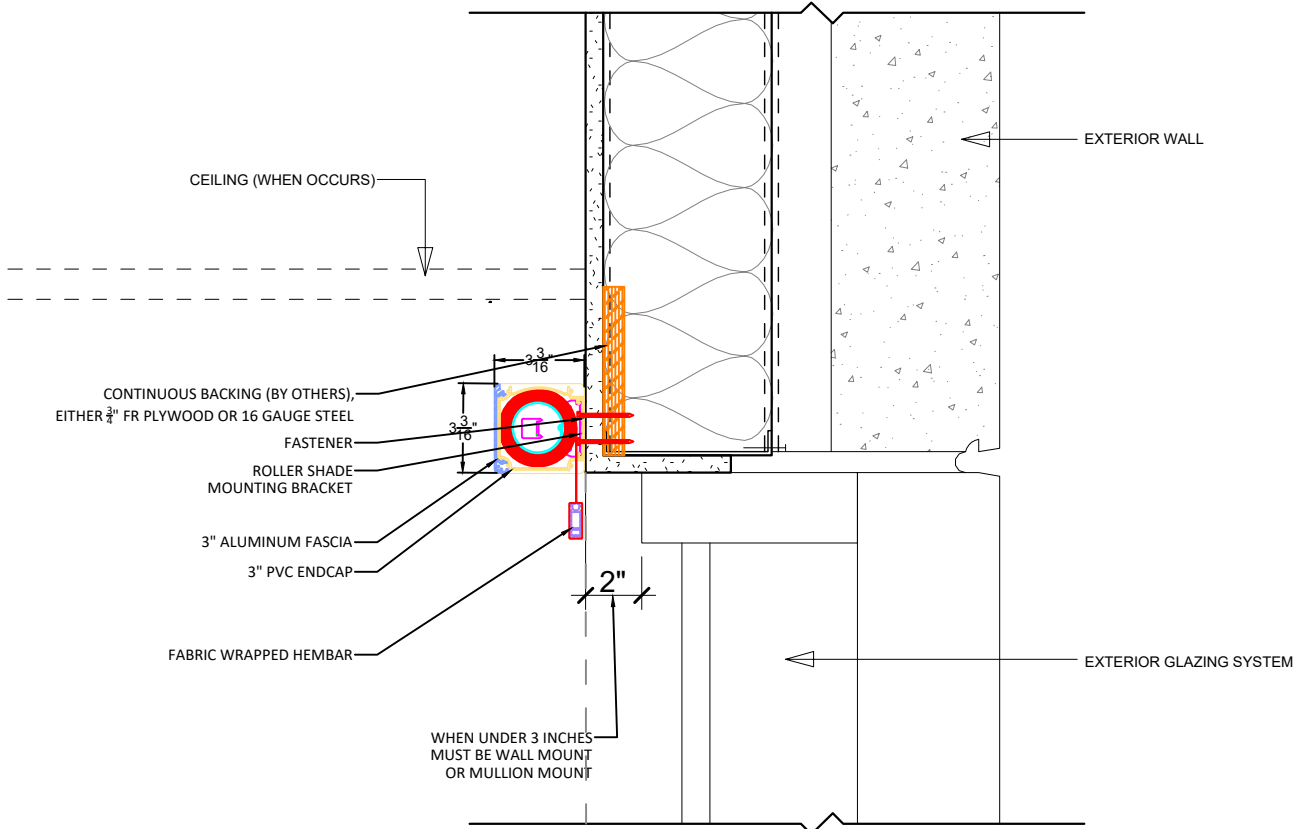 EXTERIOR WALL
CEILING (WHEN OCCURS)
3 3/16"
CONTINUOUS BACKING (BY OTHERS),
EITHER 3/4" FR PLYWOOD OR 16 GAUGE STEEL
3 3/16"
FASTENER
ROLLER SHADE
MOUNTING BRACKET
3" ALUMINUM FASCIA
3" PVC ENDCAP
2"
FABRIC WRAPPED HEMBAR
EXTERIOR GLAZING SYSTEM
WHEN UNDER 3 INCHES
MUST BE WALL MOUNT
OR MULLION MOUNT